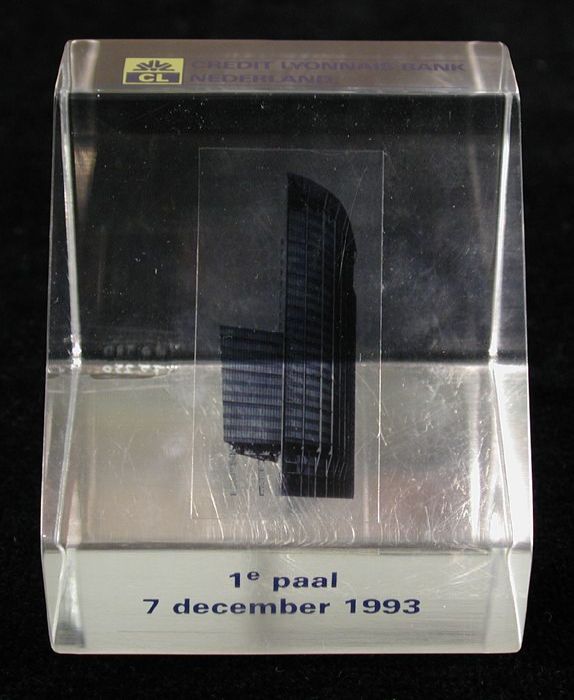 CL
CREDIT LYONNAIS BANK
NEDERLAND
1e paal
7 december 1993